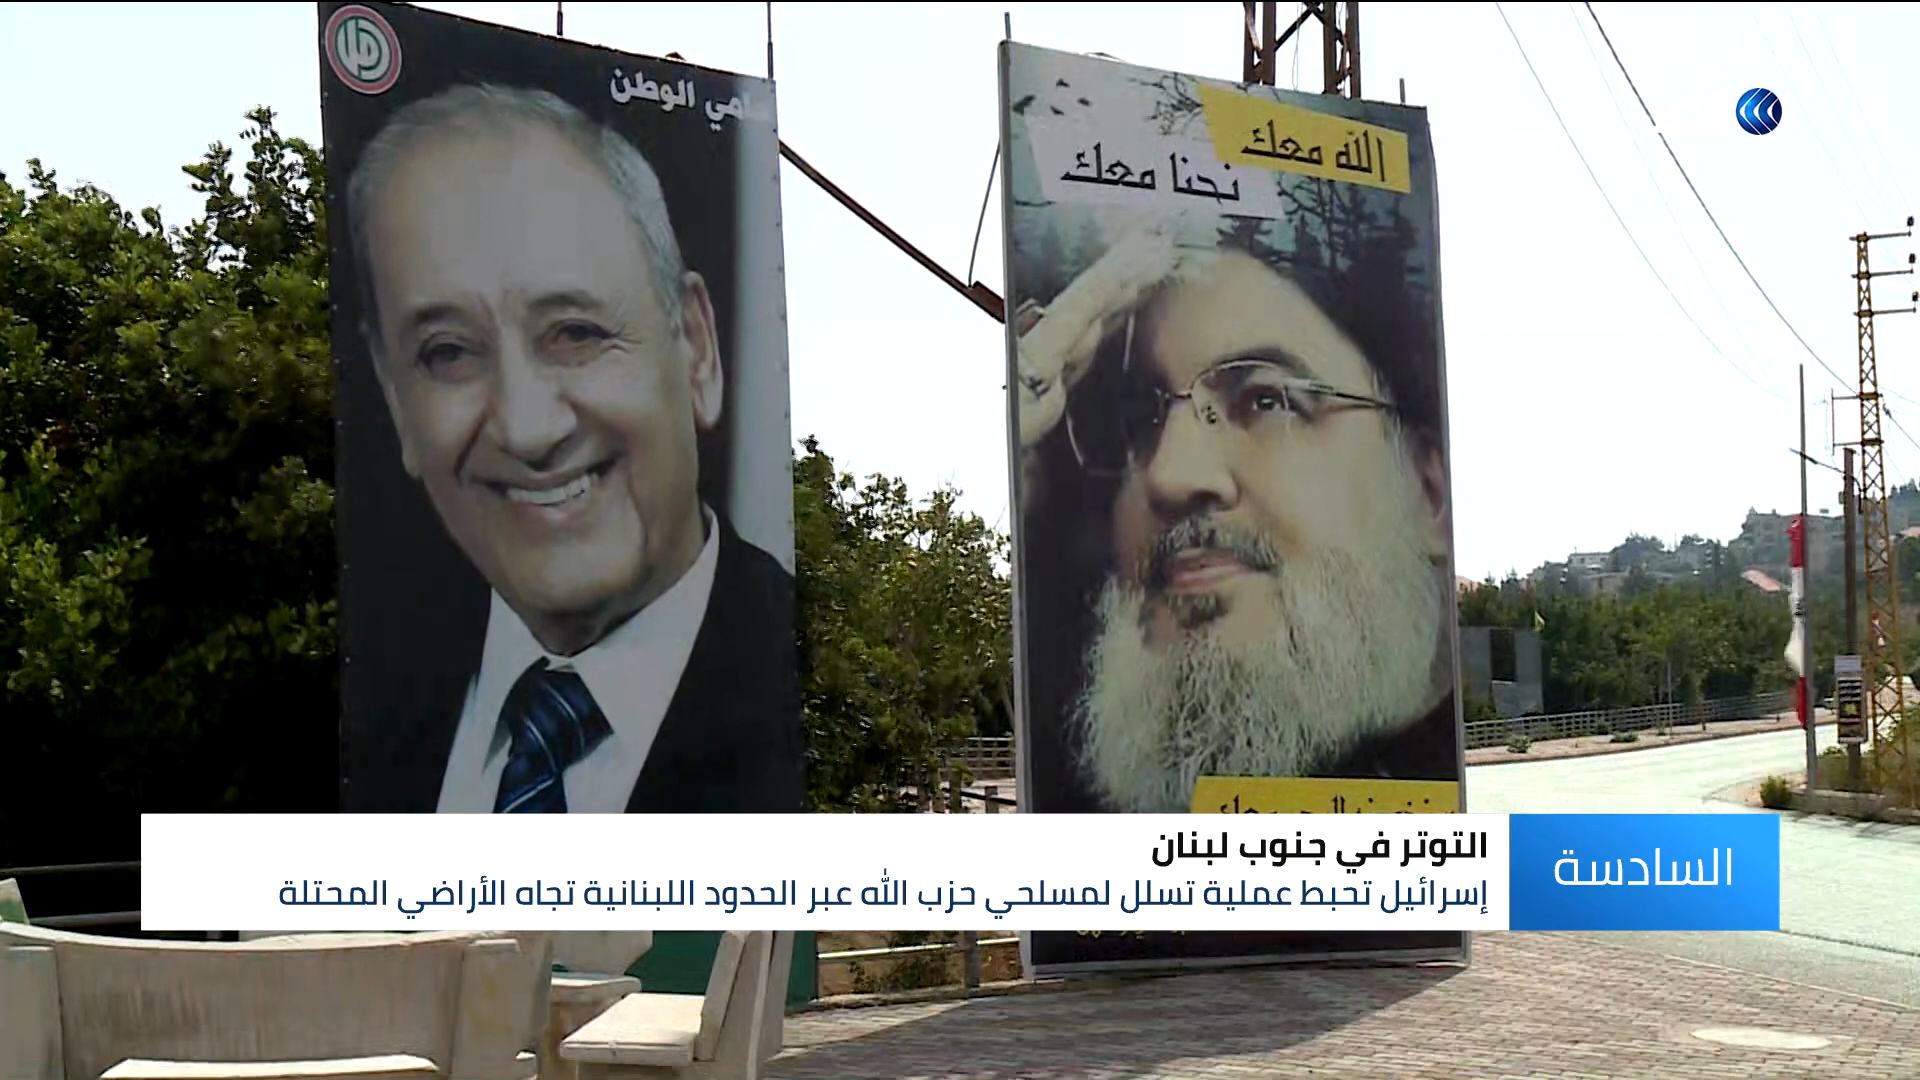 حامي الوطن
الله معك
نحنا معك
السادسة
التوتر في جنوب لبنان
إسرائيل تحبط عملية تسلل لمسلحي حزب الله عبر الحدود اللبنانية تجاه الأراضي المحتلة